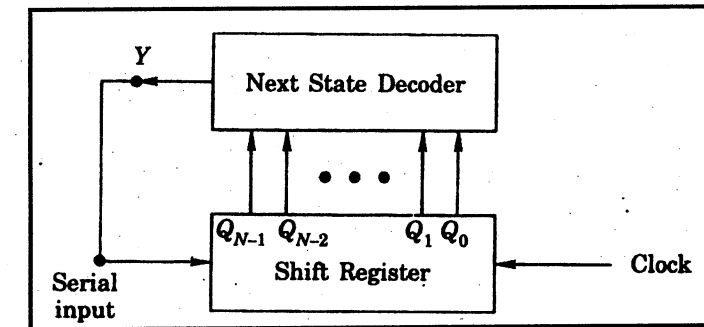 Y
Next State Decoder
Q_{N-1} Q_{N-2} Q_1 Q_0
Shift Register
Clock
Serial
input